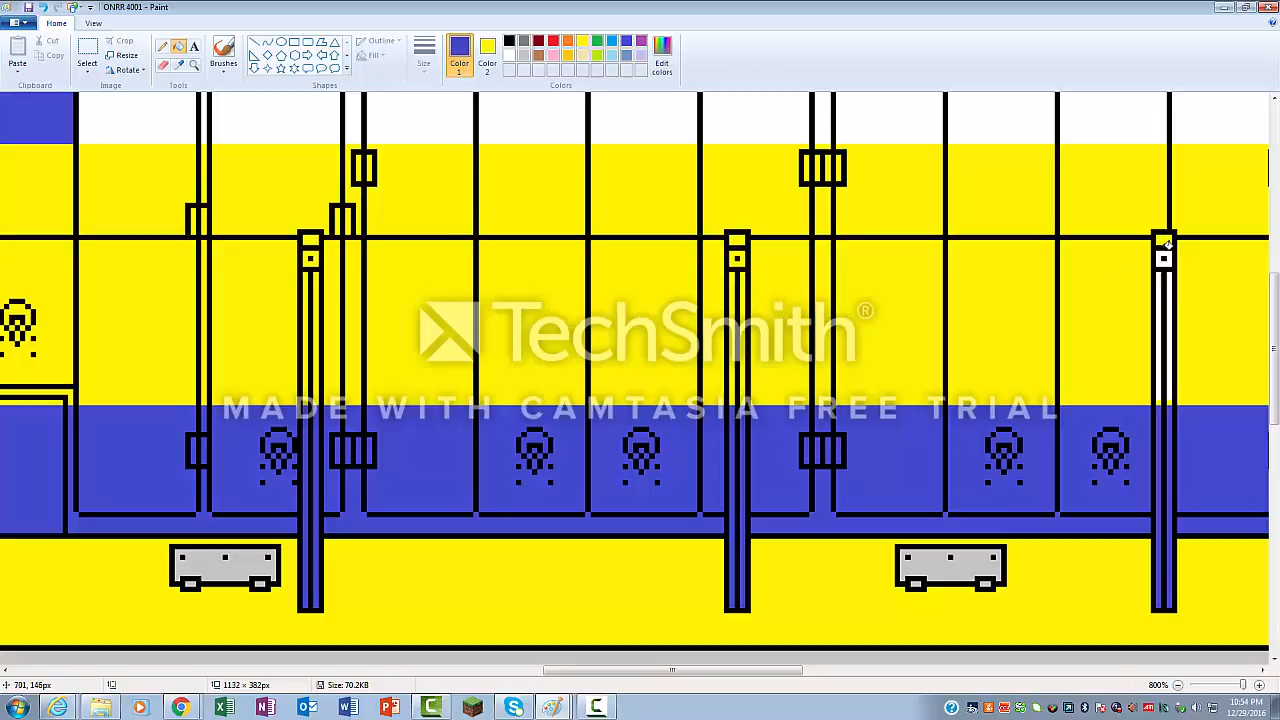 ONRR 4001 - Paint
Home
View
Paste
Cut
Copy
Clipboard
Select
Crop
Resize
Rotate
Image
A
Tools
Brushes
Shapes
Outline
Fill
Size
Color 1
Color 2
Edit colors
Colors
TechSmith®
MADE WITH CAMTASIA FREE TRIAL
701, 146px
1132 × 382px
Size: 70.2KB
800%
10:54 PM
12/29/2016